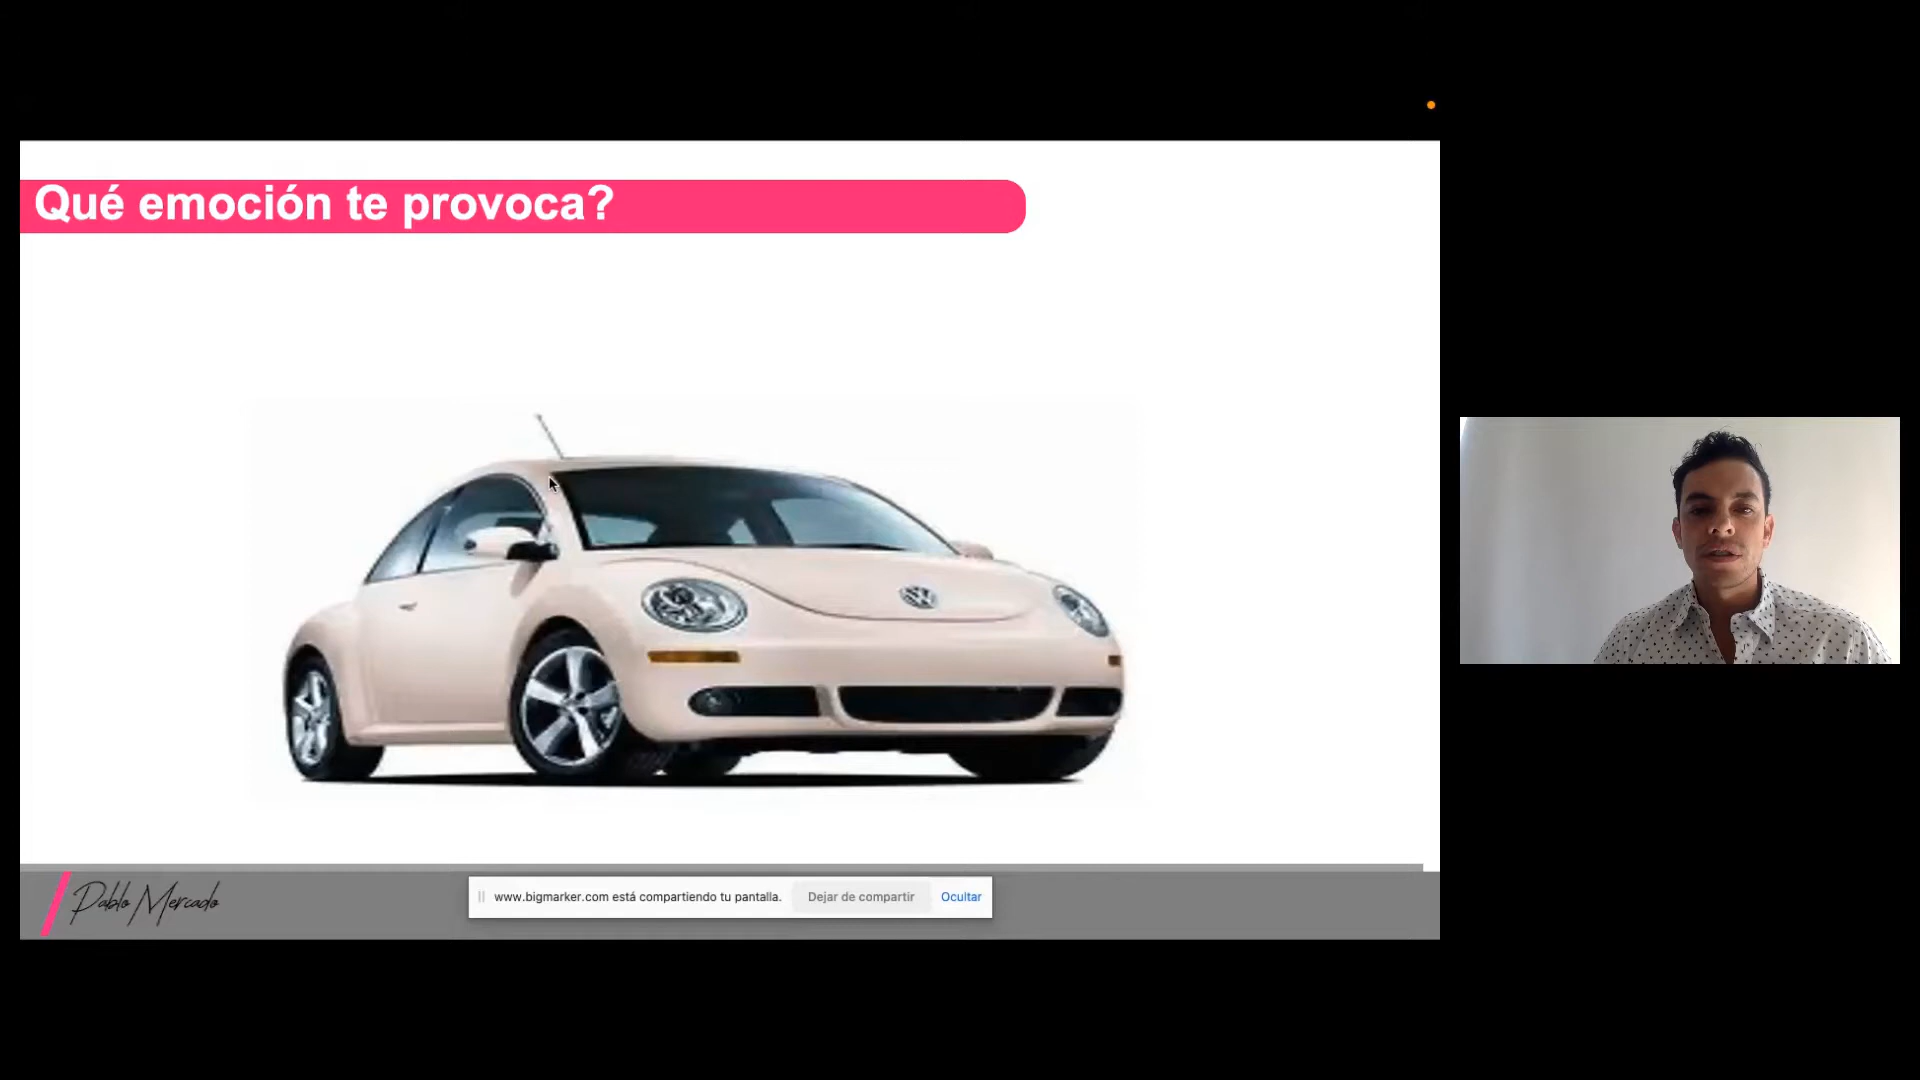 Qué emoción te provoca?
Pablo Mercado
www.bigmarker.com está compartiendo tu pantalla. Dejar de compartir Ocultar